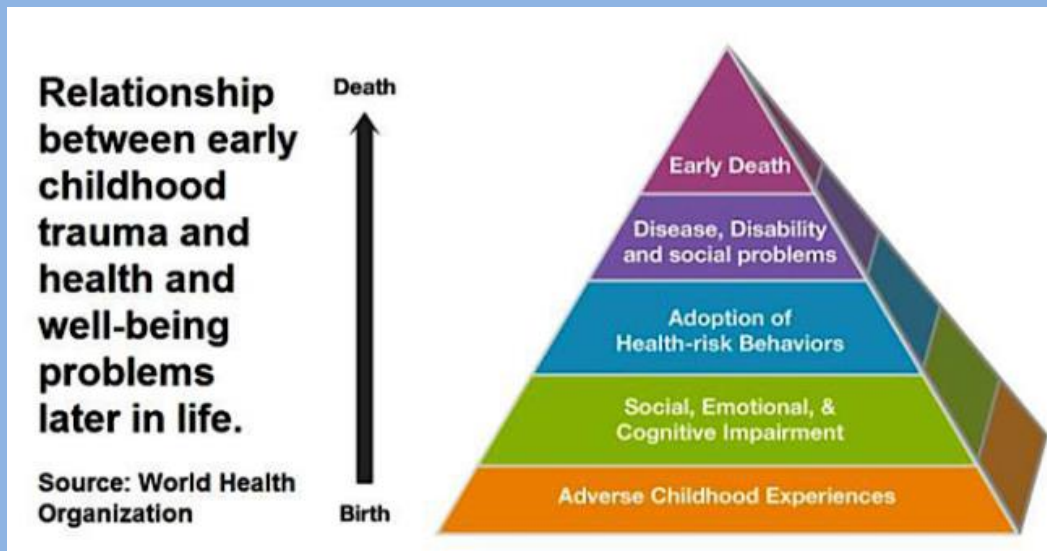 Relationship
between early
childhood
trauma and
health and
well-being
problems
later in life.
Source: World Health
Organization
Death
Birth
Early Death
Disease, Disability
and social problems
Adoption of
Health-risk Behaviors
Social, Emotional, &
Cognitive Impairment
Adverse Childhood Experiences